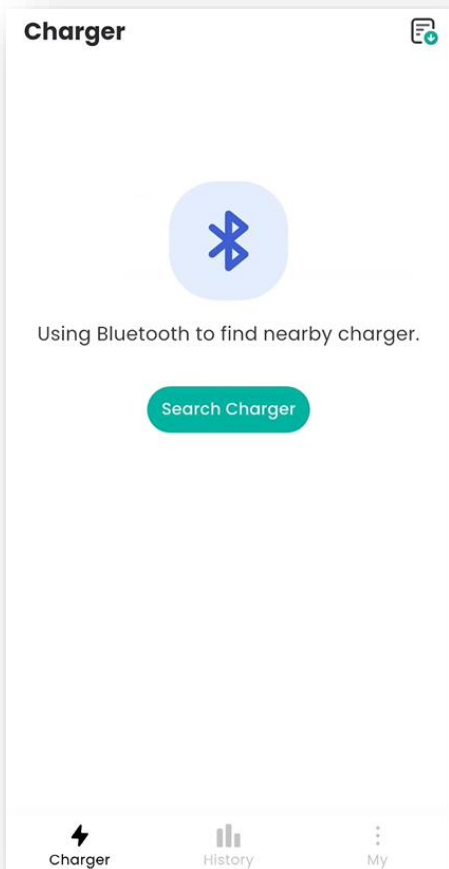 Charger
Using Bluetooth to find nearby charger.
Search Charger
Charger
History
My